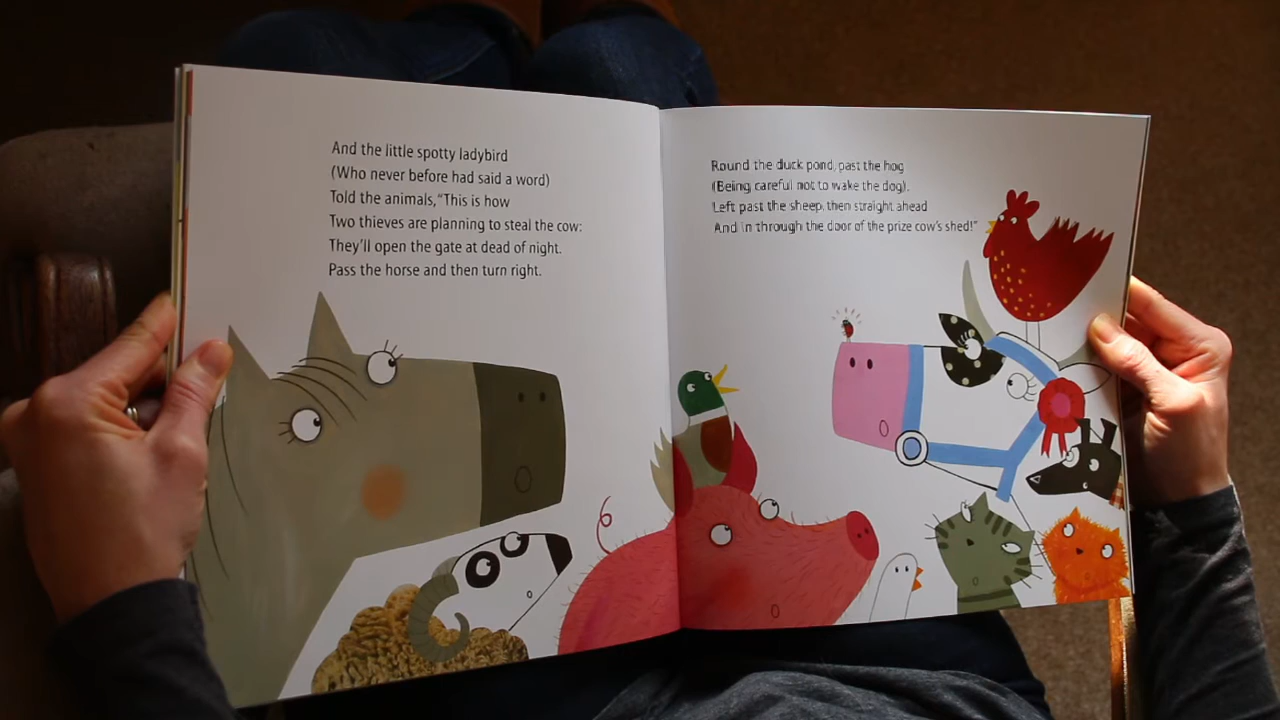 And the little spotty ladybird
(Who never before had said a word)
Told the animals, "This is how
Two thieves are planning to steal the cow:
They'll open the gate at dead of night.
Pass the horse and then turn right.
Round the duck pond, past the hog
(Being careful not to wake the dog).
Left past the sheep, then straight ahead
And in through the door of the prize cow's shed!"